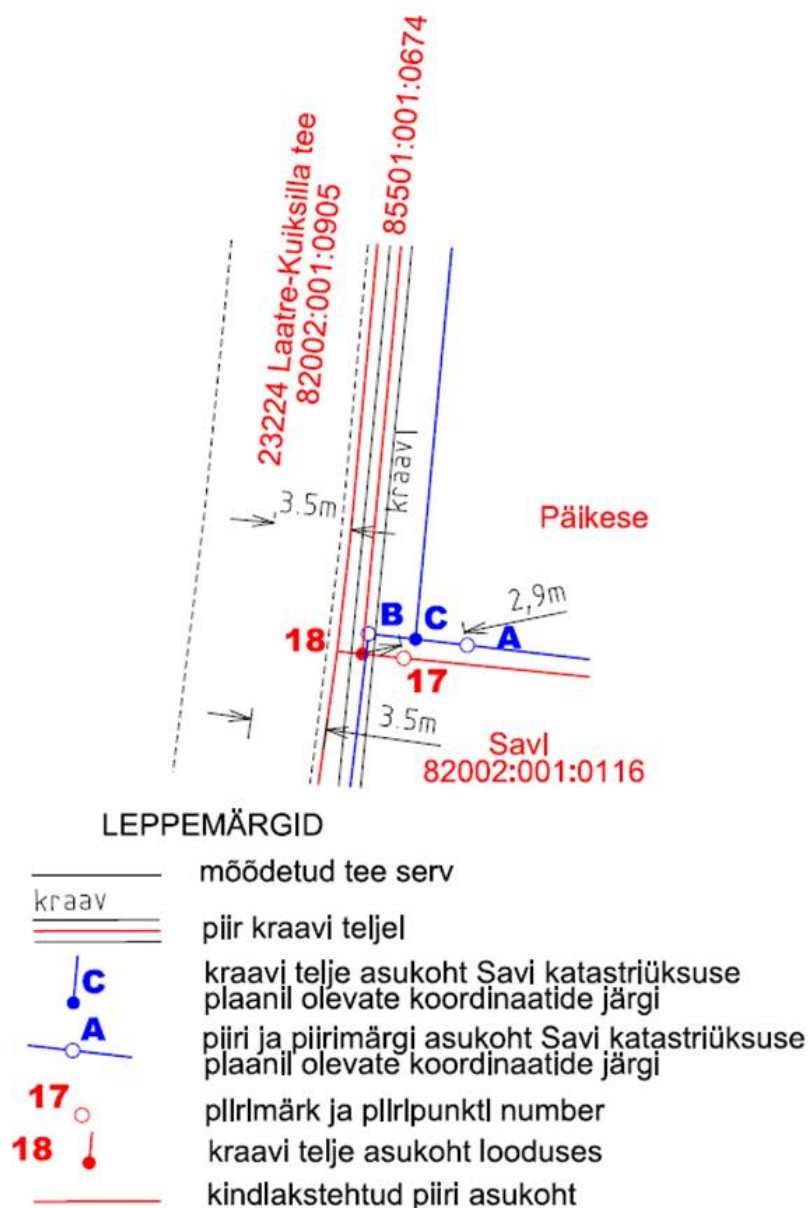 85501:001:0674
23224 Laatre-Kuiksilla tee
82002:001:0905
kraavl
3.5m
Päikese
2,9m
B
C
A
18
17
3.5m
SavI
82002:001:0116
LEPPEMÄRGID
mõõdetud tee serv
kraav
piir kraavi teljel
C
kraavi telje asukoht Savi katastriüksuse
plaanil olevate koordinaatide järgi
A
piiri ja piirimärgi asukoht Savi katastriüksuse
plaanil olevate koordinaatide järgi
17
pIIrImärk ja pIIrIpunktI number
18
kraavi telje asukoht looduses
kindlakstehtud piiri asukoht